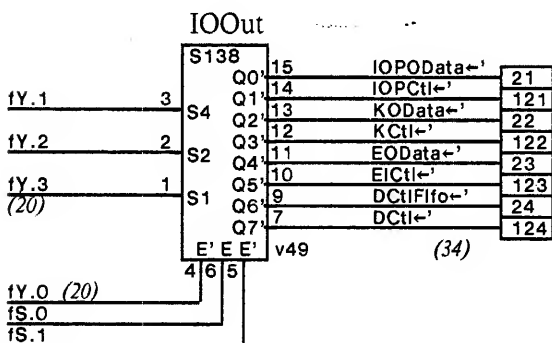 IOOut
S138
Q0' 15 IOPOData←' 21
Q1' 14 IOPCtl←' 121
fY.1 3 S4 Q2' 13 KOData←' 22
Q3' 12 KCtl←' 122
fY.2 2 S2 Q4' 11 EOData←' 23
Q5' 10 EICtl←' 123
fY.3 1 S1 Q6' 9 DCtlFifo←' 24
(20) Q7' 7 DCtl←' 124
E' E E' v49 (34)
4 6 5
fY.0 (20)
fS.0
fS.1